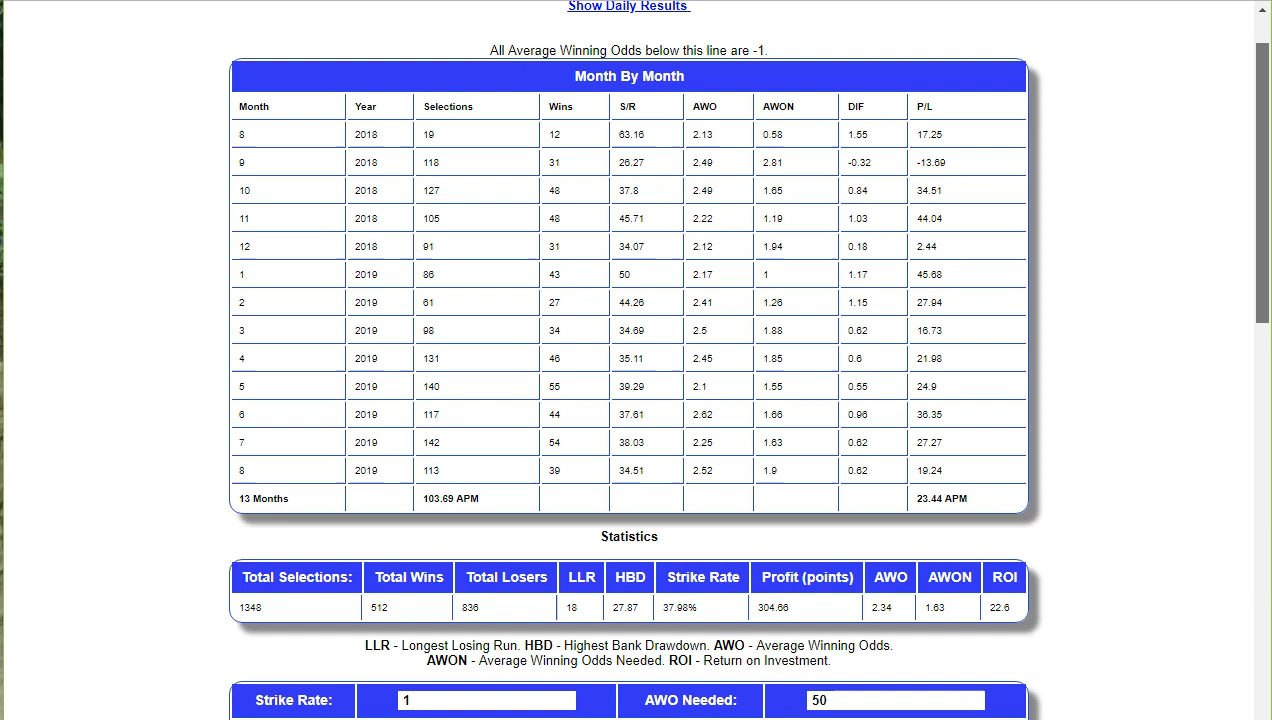 Show Daily Results
All Average Winning Odds below this line are -1.
Month By Month
Month Year Selections Wins S/R AWO AWON DIF P/L
8 2018 19 12 63.16 2.13 0.58 1.55 17.25
9 2018 118 31 26.27 2.49 2.81 -0.32 -13.69
10 2018 127 48 37.8 2.49 1.65 0.84 34.51
11 2018 105 48 45.71 2.22 1.19 1.03 44.04
12 2018 91 31 34.07 2.12 1.94 0.18 2.44
1 2019 86 43 50 2.17 1 1.17 45.68
2 2019 61 27 44.26 2.41 1.26 1.15 27.94
3 2019 98 34 34.69 2.5 1.88 0.62 16.73
4 2019 131 46 35.11 2.45 1.85 0.6 21.98
5 2019 140 55 39.29 2.1 1.55 0.55 24.9
6 2019 117 44 37.61 2.62 1.66 0.96 36.35
7 2019 142 54 38.03 2.25 1.63 0.62 27.27
8 2019 113 39 34.51 2.52 1.9 0.62 19.24
13 Months 103.69 APM 23.44 APM
Statistics
Total Selections: Total Wins Total Losers LLR HBD Strike Rate Profit (points) AWO AWON ROI
1348 512 836 18 27.87 37.98% 304.66 2.34 1.63 22.6
LLR - Longest Losing Run. HBD - Highest Bank Drawdown. AWO - Average Winning Odds.
AWON - Average Winning Odds Needed. ROI - Return on Investment.
Strike Rate: 1 AWO Needed: 50